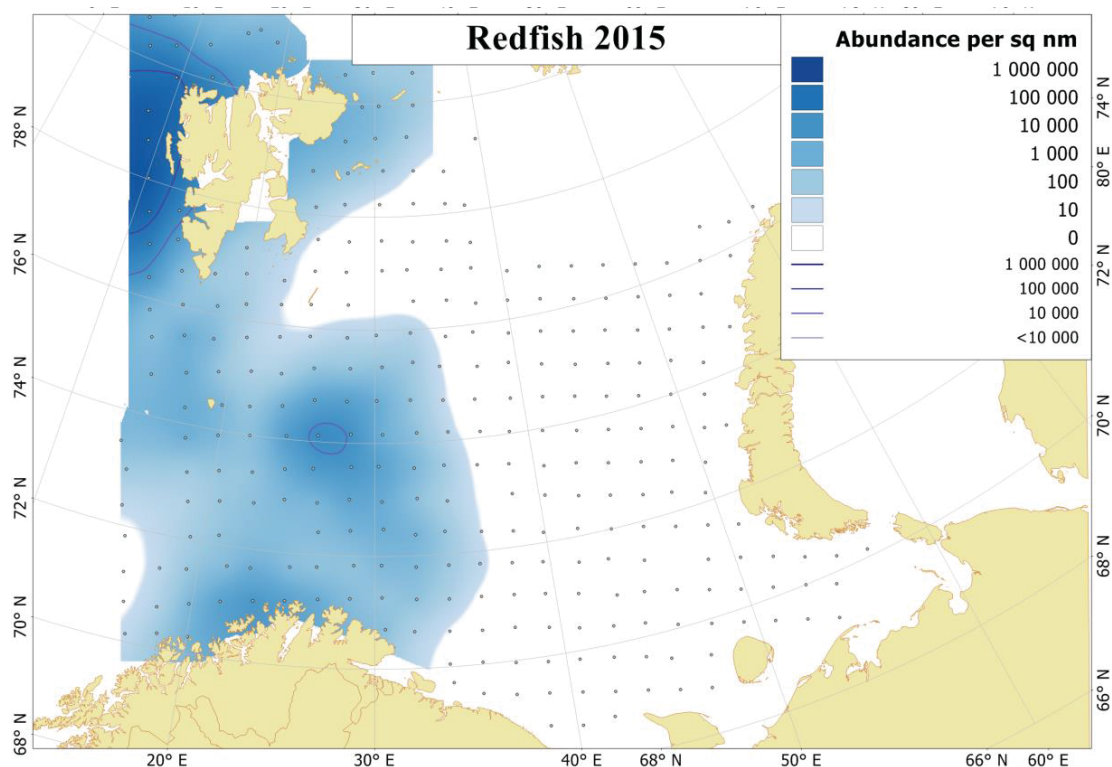 Redfish 2015
Abundance per sq nm
1 000 000
100 000
10 000
1 000
100
10
0
1 000 000
100 000
10 000
<10 000
78° N
76° N
74° N
72° N
70° N
68° N
74° N
80° E
72° N
70° N
68° N
66° N
20° E
30° E
40° E
68° N
50° E
66° N
60° E